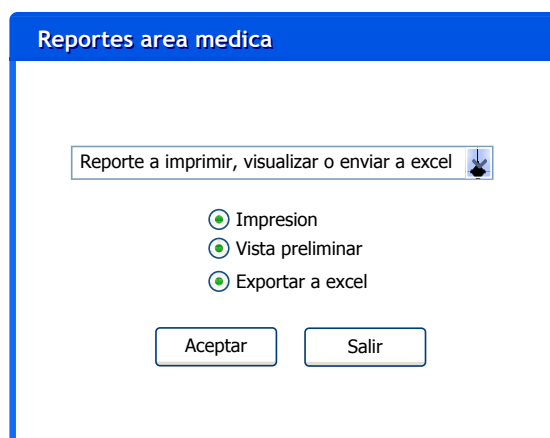 Reportes area medica
Reporte a imprimir, visualizar o enviar a excel
Impresion
Vista preliminar
Exportar a excel
Aceptar
Salir